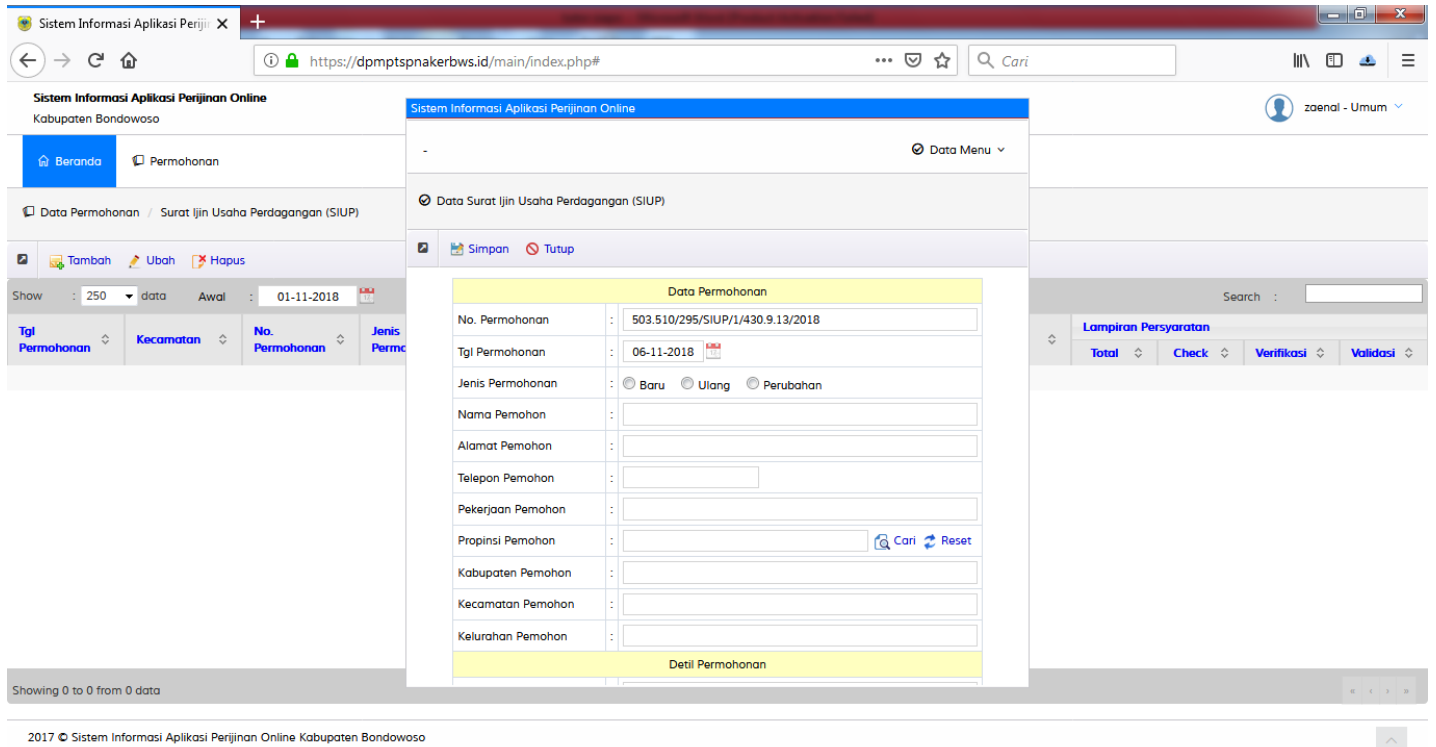 Sistem Informasi Aplikasi Periji
https://dpmptspnakerbws.id/main/index.php#
Cari
Sistem Informasi Aplikasi Perijinan Online
Kabupaten Bondowoso
zaenal - Umum
Beranda
Permohonan
Data Permohonan / Surat Ijin Usaha Perdagangan (SIUP)
Tambah Ubah Hapus
Show : 250 data Awal : 01-11-2018
Search :
Tgl Permohonan
Kecamatan
No. Permohonan
Jenis
Lampiran Persyaratan
Total Check Verifikasi Validasi
Sistem Informasi Aplikasi Perijinan Online
- Data Menu
Data Surat Ijin Usaha Perdagangan (SIUP)
Simpan Tutup
Data Permohonan
No. Permohonan : 503.510/295/SIUP/1/430.9.13/2018
Tgl Permohonan : 06-11-2018
Jenis Permohonan : Baru Ulang Perubahan
Nama Pemohon :
Alamat Pemohon :
Telepon Pemohon :
Pekerjaan Pemohon :
Propinsi Pemohon : Cari Reset
Kabupaten Pemohon :
Kecamatan Pemohon :
Kelurahan Pemohon :
Detil Permohonan
Showing 0 to 0 from 0 data
« ‹ › »
2017 © Sistem Informasi Aplikasi Perijinan Online Kabupaten Bondowoso